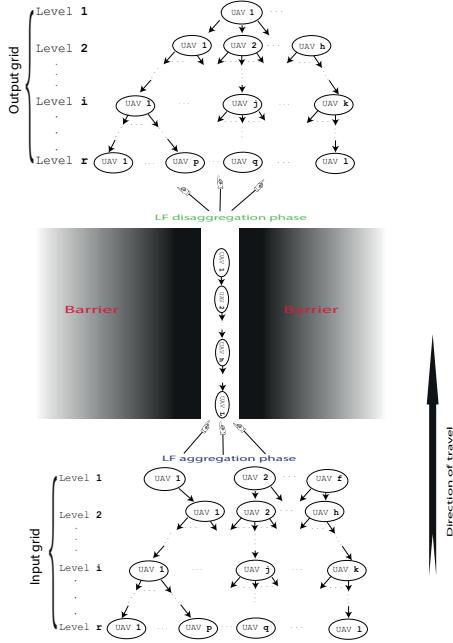 Output grid
Level 1
UAV 1
Level 2
UAV 1 UAV 2 UAV h
Level i
UAV 1 UAV j UAV k
Level r
UAV 1 UAV p UAV q UAV l
LF disaggregation phase
Barrier
Barrier
UAV 1
UAV 2
UAV h
LF aggregation phase
Direction of travel
Input grid
Level 1
UAV 1 UAV 2 UAV f
Level 2
UAV 1 UAV 2 UAV h
Level i
UAV 1 UAV j UAV k
Level r
UAV 1 UAV p UAV q UAV l